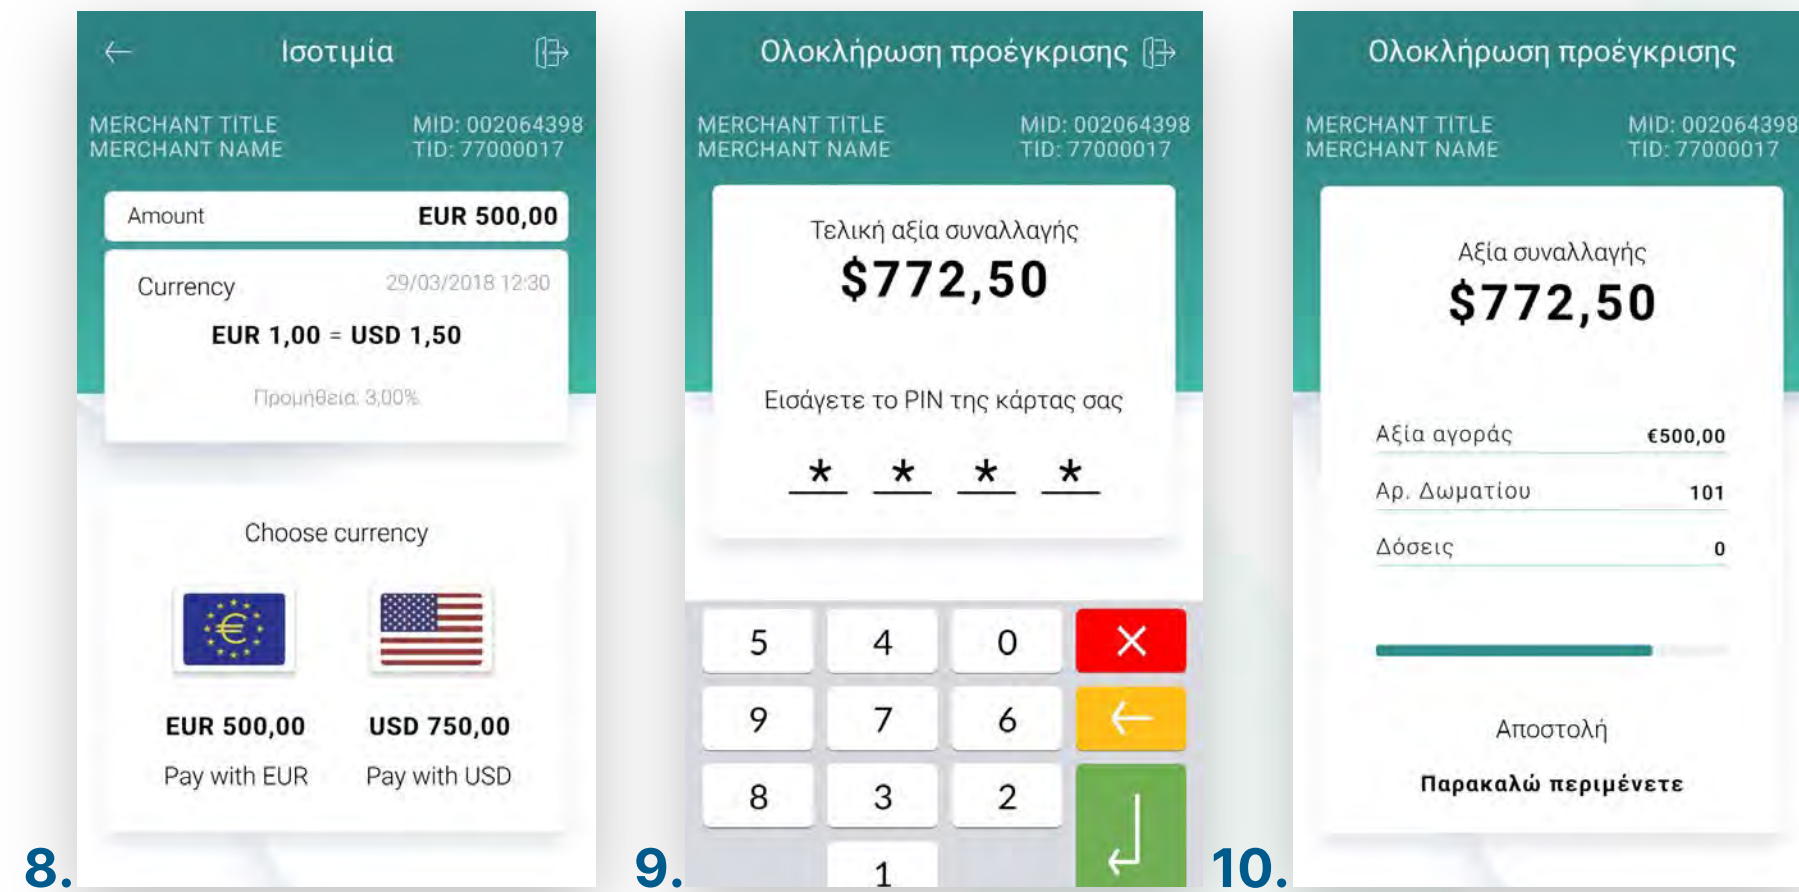 Ισοτιμία
MERCHANT TITLE MID: 002064398
MERCHANT NAME TID: 77000017
Amount EUR 500,00
Currency 29/03/2018 12:30
EUR 1,00 = USD 1,50
Προμήθεια: 3,00%
Choose currency
€
EUR 500,00 USD 750,00
Pay with EUR Pay with USD
8.
Ολοκλήρωση προέγκρισης
MERCHANT TITLE MID: 002064398
MERCHANT NAME TID: 77000017
Τελική αξία συναλλαγής
$772,50
Εισάγετε το PIN της κάρτας σας
* * * *
5 4 0
9 7 6
8 3 2
1
9.
Ολοκλήρωση προέγκρισης
MERCHANT TITLE MID: 002064398
MERCHANT NAME TID: 77000017
Αξία συναλλαγής
$772,50
Αξία αγοράς €500,00
Αρ. Δωματίου 101
Δόσεις 0
Αποστολή
Παρακαλώ περιμένετε
10.